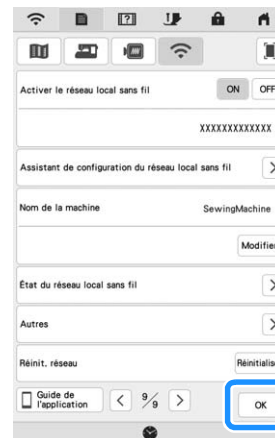 Activer le réseau local sans fil ON OFF
XXXXXXXXXXXXX
Assistant de configuration du réseau local sans fil
Nom de la machine SewingMachine
Modifier
État du réseau local sans fil
Autres
Réinit. réseau
Guide de l'application 9/9 OK